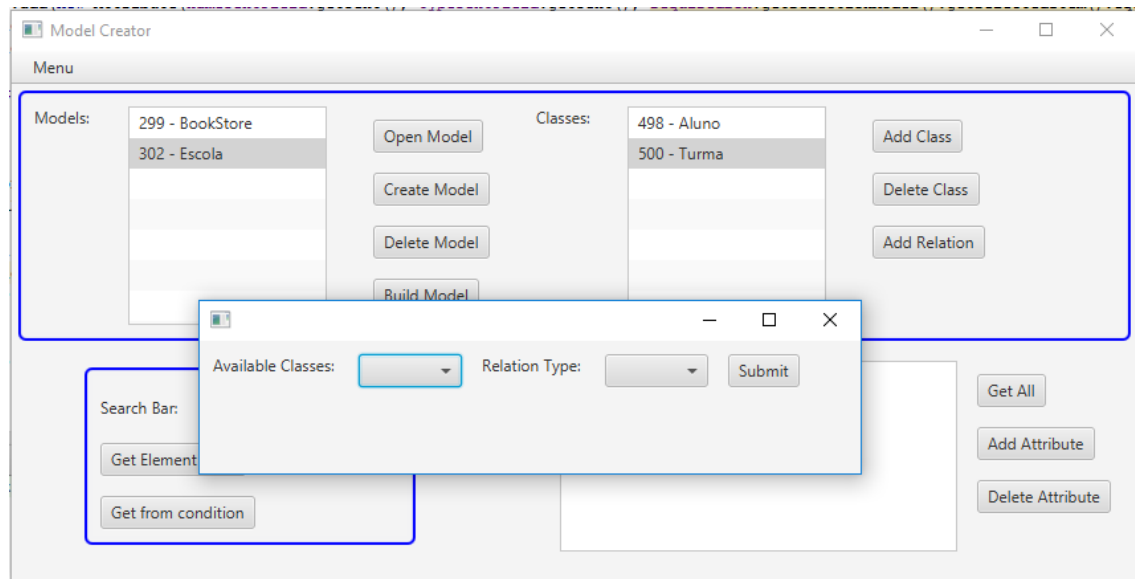 Model Creator
Menu
Models:
299 - BookStore
302 - Escola
Open Model
Create Model
Delete Model
Build Model
Classes:
498 - Aluno
500 - Turma
Add Class
Delete Class
Add Relation
Available Classes:
Relation Type:
Submit
Search Bar:
Get Element
Get from condition
Get All
Add Attribute
Delete Attribute